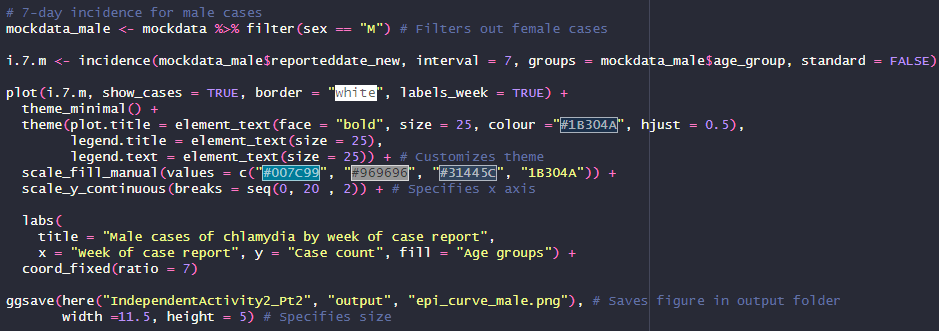 # 7-day incidence for male cases
mockdata_male <- mockdata %>% filter(sex == "M") # Filters out female cases
i.7.m <- incidence(mockdata_male$reporteddate_new, interval = 7, groups = mockdata_male$age_group, standard = FALSE)
plot(i.7.m, show_cases = TRUE, border = "white", labels_week = TRUE) +
theme_minimal() +
theme(plot.title = element_text(face = "bold", size = 25, colour ="#1B304A", hjust = 0.5),
legend.title = element_text(size = 25),
legend.text = element_text(size = 25)) + # Customizes theme
scale_fill_manual(values = c("#007C99", "#969696", "#31445C", "1B304A")) +
scale_y_continuous(breaks = seq(0, 20 , 2)) + # Specifies x axis
labs(
title = "Male cases of chlamydia by week of case report",
x = "Week of case report", y = "Case count", fill = "Age groups") +
coord_fixed(ratio = 7)
ggsave(here("IndependentActivity2_Pt2", "output", "epi_curve_male.png"), # Saves figure in output folder
width =11.5, height = 5) # Specifies size